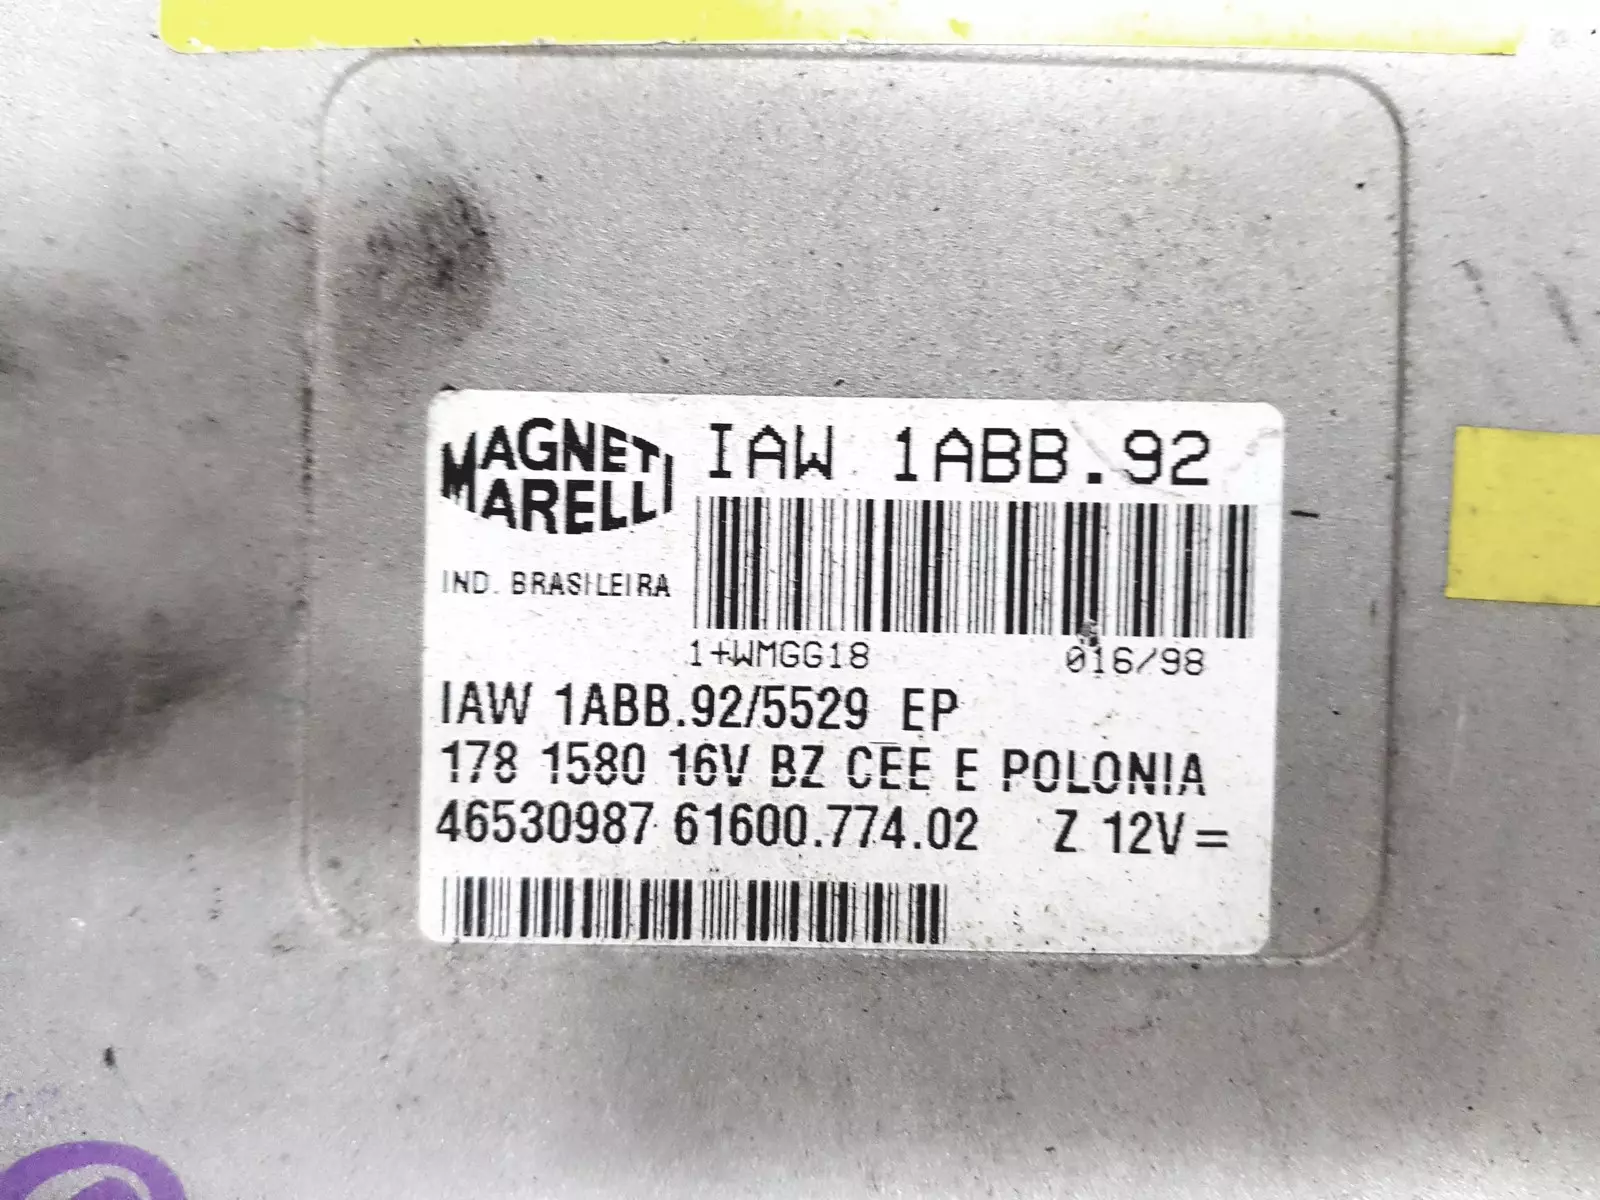 MAGNETI
MARELLI
IND. BRASILEIRA
IAW 1ABB.92
1+WMGG18 016/98
IAW 1ABB.92/5529 EP
178 1580 16V BZ CEE E POLONIA
46530987 61600.774.02 Z 12V=